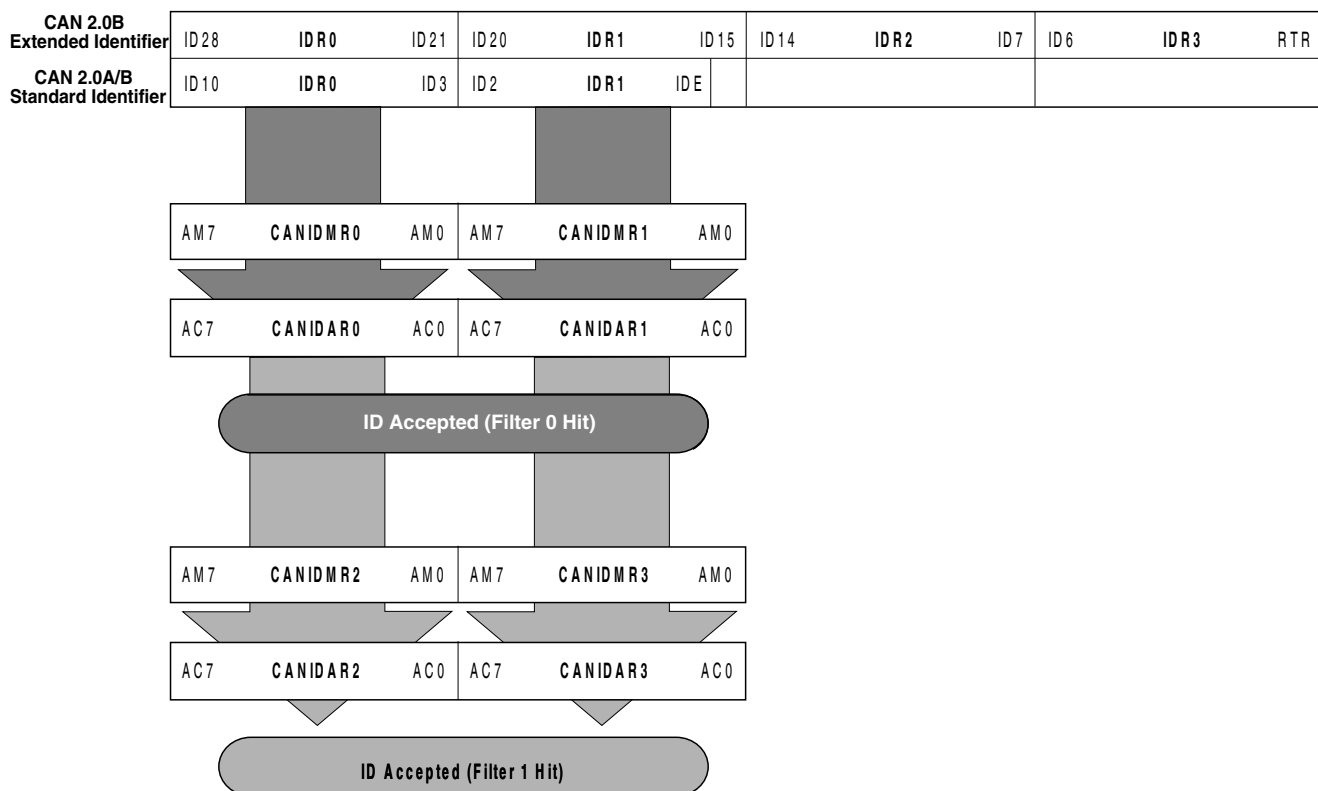 CAN 2.0B
Extended Identifier
ID28 IDR0 ID21 ID20 IDR1 ID15 ID14 IDR2 ID7 ID6 IDR3 RTR
CAN 2.0A/B
Standard Identifier
ID10 IDR0 ID3 ID2 IDR1 IDE
AM7 CANIDMR0 AM0 AM7 CANIDMR1 AM0
AC7 CANIDAR0 AC0 AC7 CANIDAR1 AC0
ID Accepted (Filter 0 Hit)
AM7 CANIDMR2 AM0 AM7 CANIDMR3 AM0
AC7 CANIDAR2 AC0 AC7 CANIDAR3 AC0
ID Accepted (Filter 1 Hit)